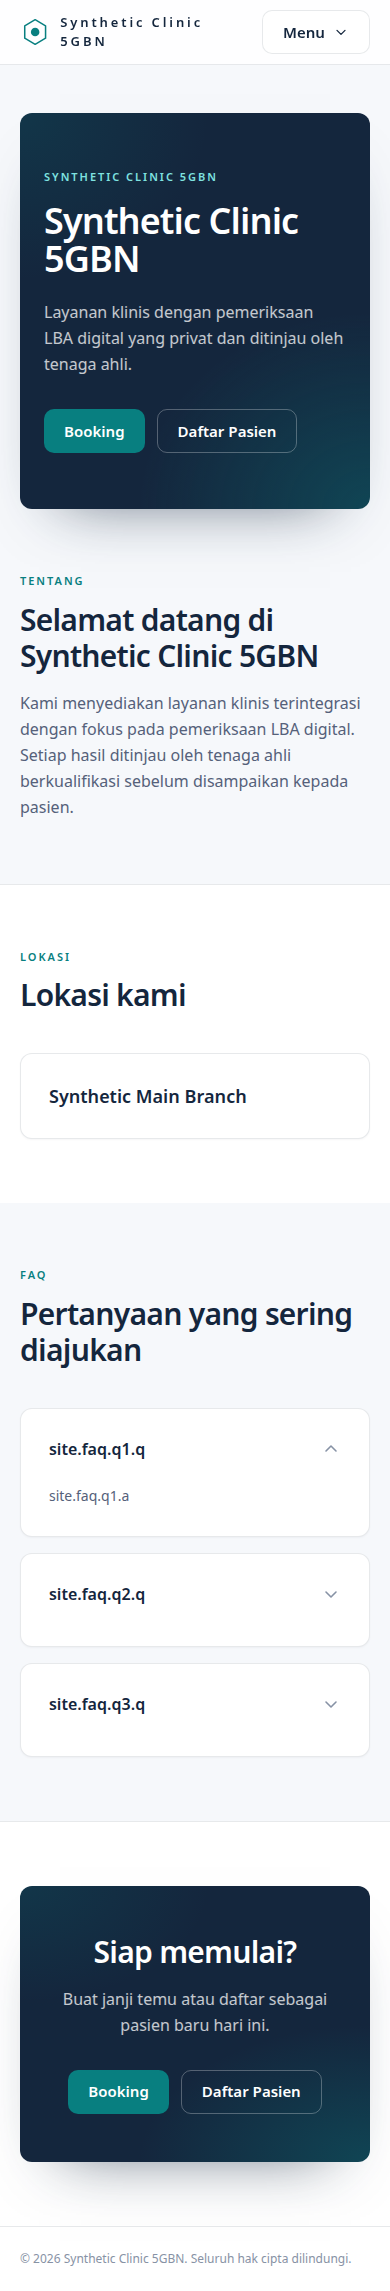 Synthetic Clinic
5GBN
Menu
SYNTHETIC CLINIC 5GBN
Synthetic Clinic
5GBN
Layanan klinis dengan pemeriksaan
LBA digital yang privat dan ditinjau oleh
tenaga ahli.
Booking
Daftar Pasien
TENTANG
Selamat datang di
Synthetic Clinic 5GBN
Kami menyediakan layanan klinis terintegrasi
dengan fokus pada pemeriksaan LBA digital.
Setiap hasil ditinjau oleh tenaga ahli
berkualifikasi sebelum disampaikan kepada
pasien.
LOKASI
Lokasi kami
Synthetic Main Branch
FAQ
Pertanyaan yang sering
diajukan
site.faq.q1.q
site.faq.q1.a
site.faq.q2.q
site.faq.q3.q
Siap memulai?
Buat janji temu atau daftar sebagai
pasien baru hari ini.
Booking
Daftar Pasien
© 2026 Synthetic Clinic 5GBN. Seluruh hak cipta dilindungi.